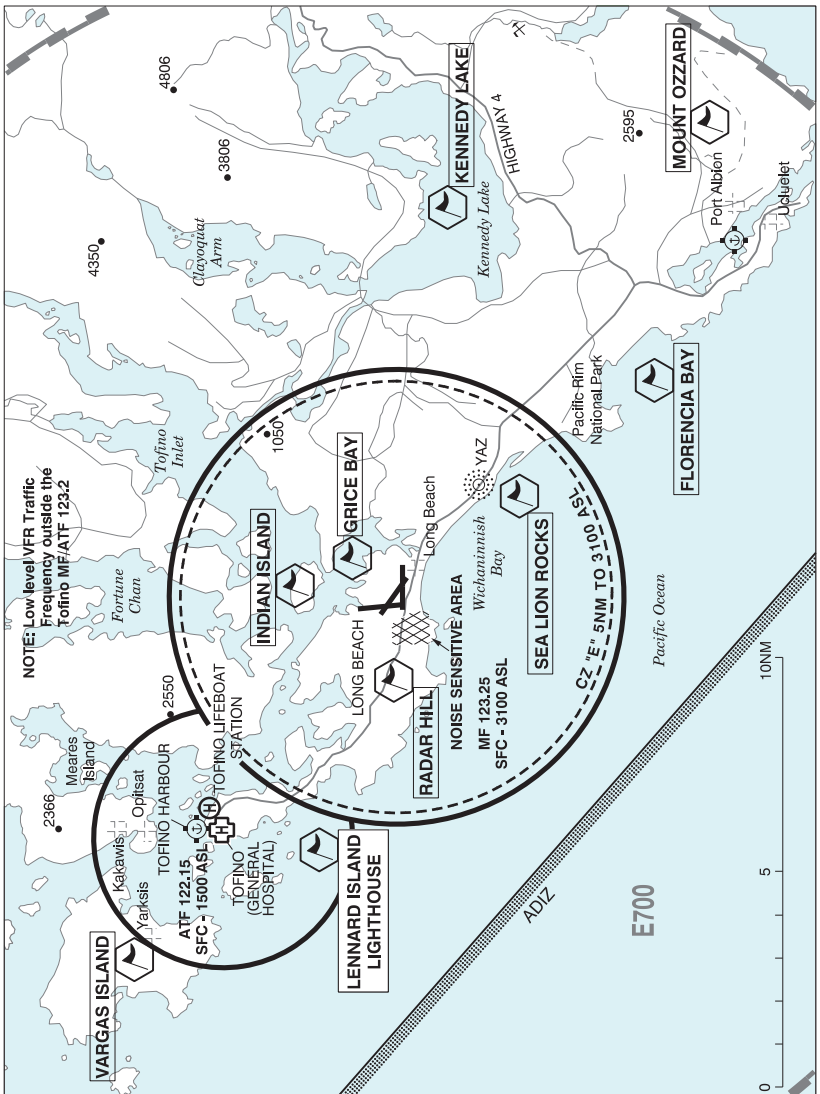 NOTE: Low level VFR Traffic
Frequency outside the
Tofino MF/ATF 123.2
4806
3806
4350
Clayoquat
Arm
KENNEDY LAKE
Kennedy Lake
HIGHWAY 4
2595
MOUNT OZZARD
Port Albion
Ucluelet
Tofino
Inlet
1050
Fortune
Chan
INDIAN ISLAND
GRICE BAY
Long Beach
YAZ
Pacific Rim
National Park
FLORENCIA BAY
Wichaninnish
Bay
SEA LION ROCKS
CZ "E" 5NM TO 3100 ASL
Pacific Ocean
LONG BEACH
RADAR HILL
NOISE SENSITIVE AREA
MF 123.25
SFC - 3100 ASL
2550
Meares
Island
2366
Opitsat
Kakawis
Yarksis
TOFINO HARBOUR
TOFINO LIFEBOAT
STATION
H
H
ATF 122.15
SFC - 1500 ASL
TOFINO
(GENERAL
HOSPITAL)
VARGAS ISLAND
LENNARD ISLAND
LIGHTHOUSE
ADIZ
E700
0
5
10NM